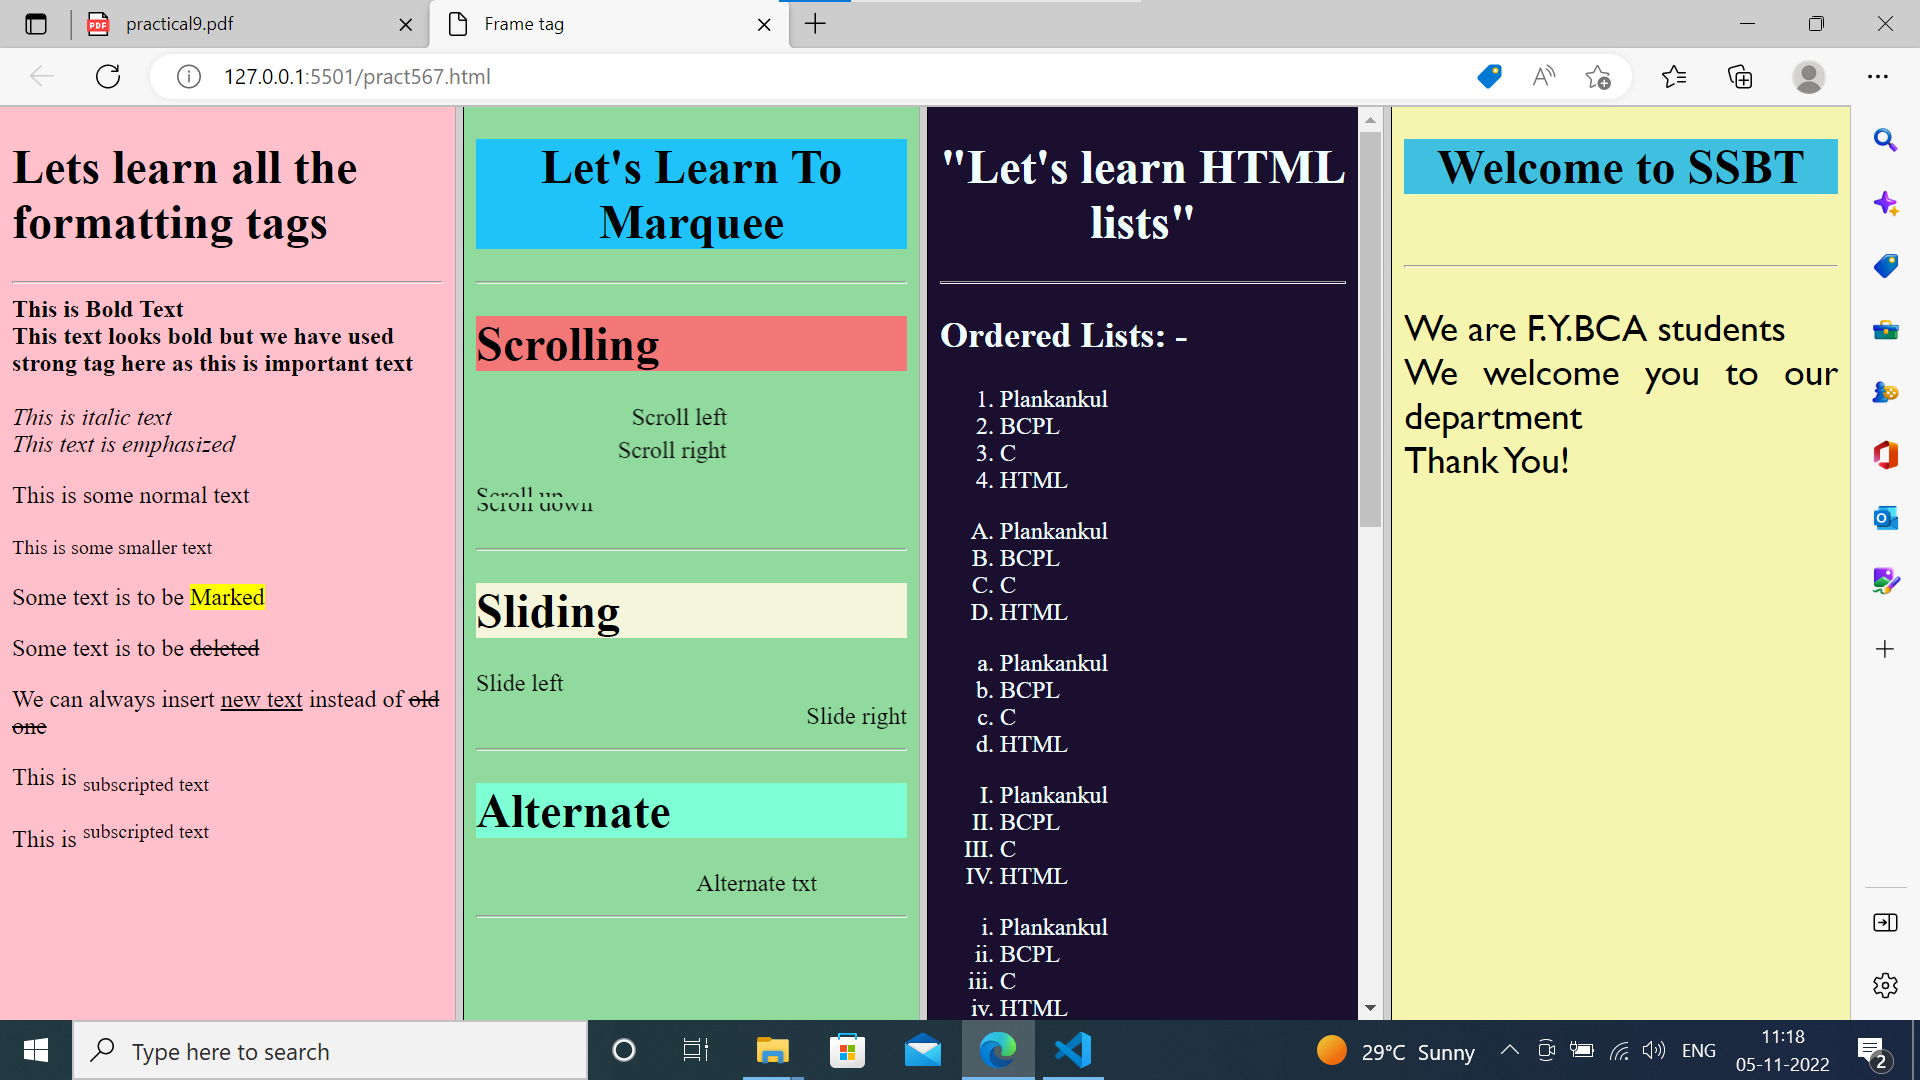 practical9.pdf
Frame tag
127.0.0.1:5501/pract567.html
Lets learn all the
formatting tags
This is Bold Text
This text looks bold but we have used
strong tag here as this is important text
This is italic text
This text is emphasized
This is some normal text
This is some smaller text
Some text is to be Marked
Some text is to be deleted
We can always insert new text instead of old
one
This is subscripted text
This is subscripted text
Let's Learn To
Marquee
Scrolling
Scroll left
Scroll right
Scroll up
Scroll down
Sliding
Slide left
Slide right
Alternate
Alternate txt
"Let's learn HTML
lists"
Ordered Lists: -
1. Plankankul
2. BCPL
3. C
4. HTML
A. Plankankul
B. BCPL
C. C
D. HTML
a. Plankankul
b. BCPL
c. C
d. HTML
I. Plankankul
II. BCPL
III. C
IV. HTML
i. Plankankul
ii. BCPL
iii. C
iv. HTML
Welcome to SSBT
We are F.Y.BCA students
We welcome you to our
department
Thank You!
Type here to search
29°C Sunny
ENG
11:18
05-11-2022
2